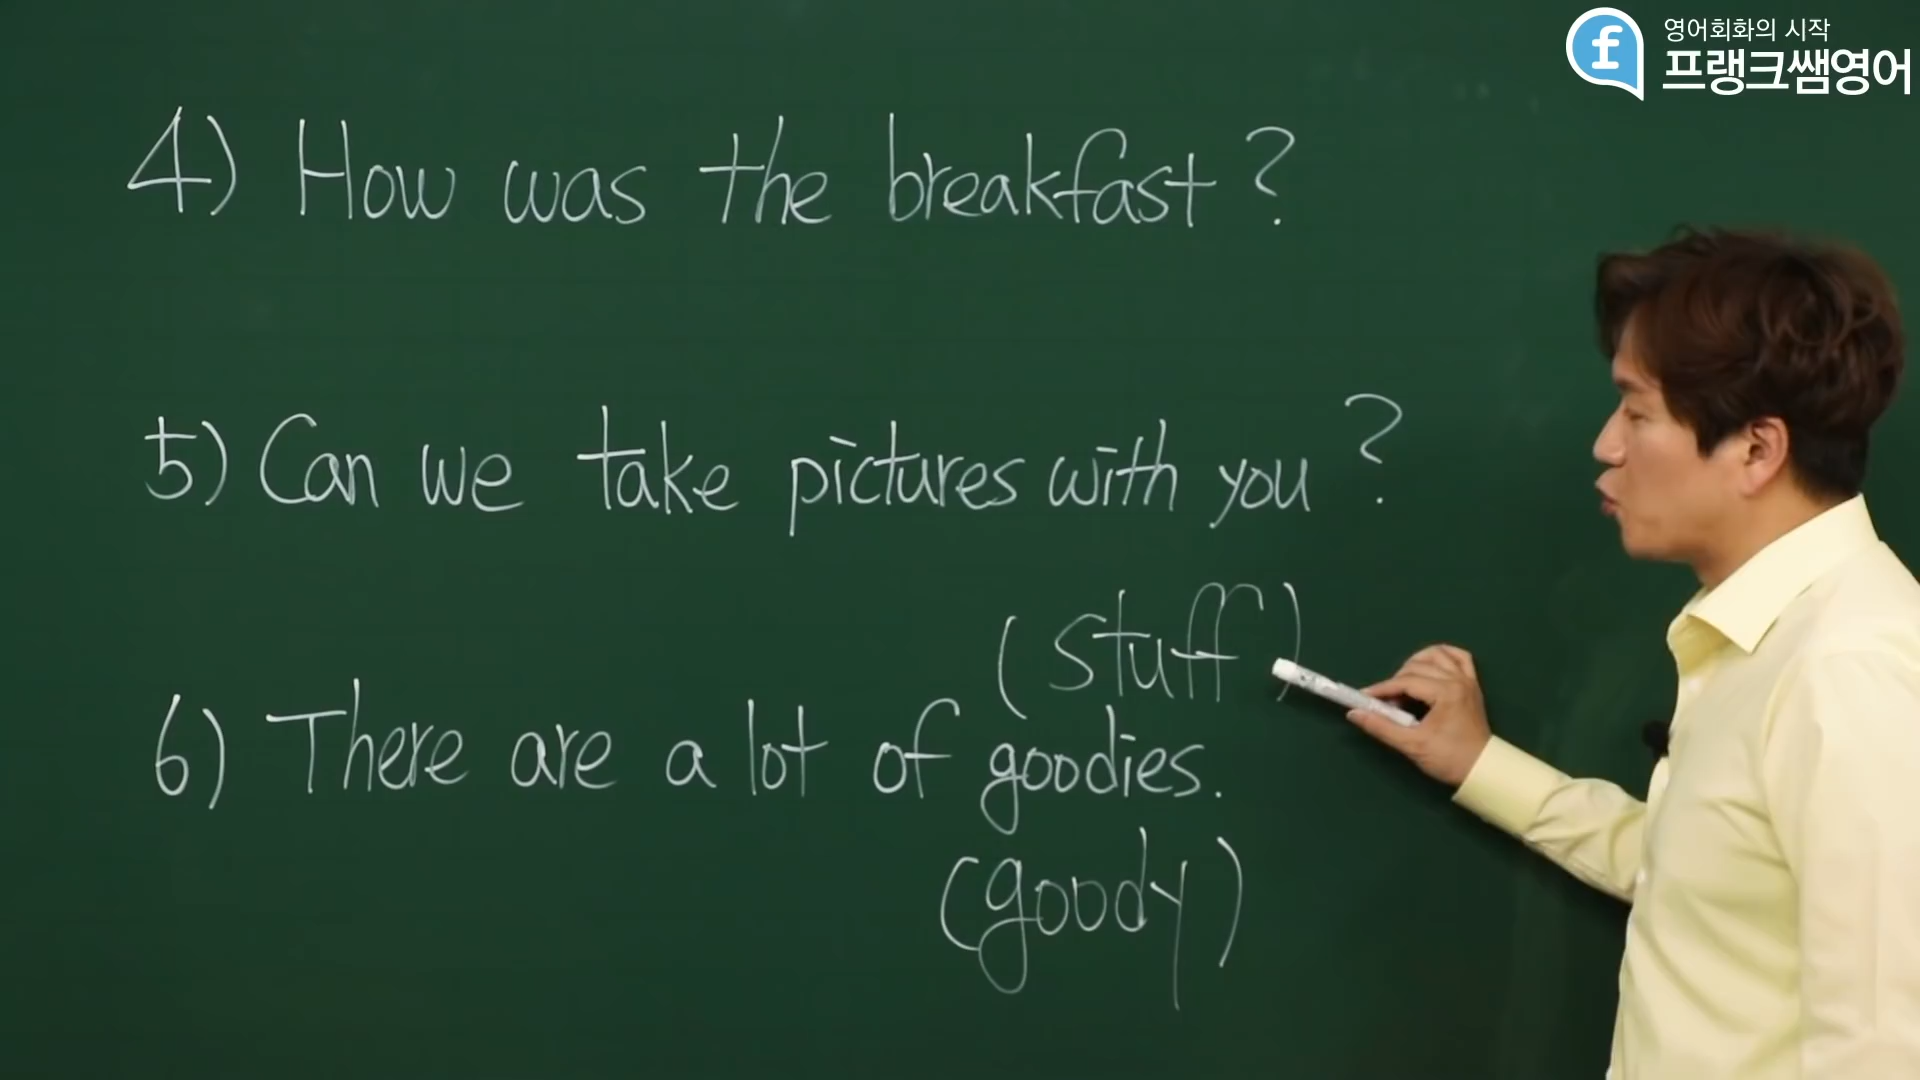 영어회화의 시작
프랭크쌤영어
4) How was the breakfast?
5) Can we take pictures with you?
(stuff)
6) There are a lot of goodies.
(goody)